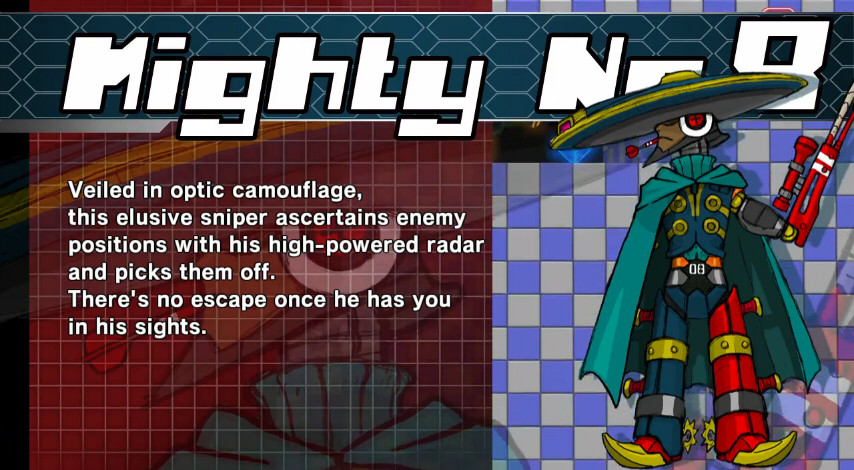 Mighty No. 8
Veiled in optic camouflage,
this elusive sniper ascertains enemy
positions with his high-powered radar
and picks them off.
There's no escape once he has you
in his sights.
08